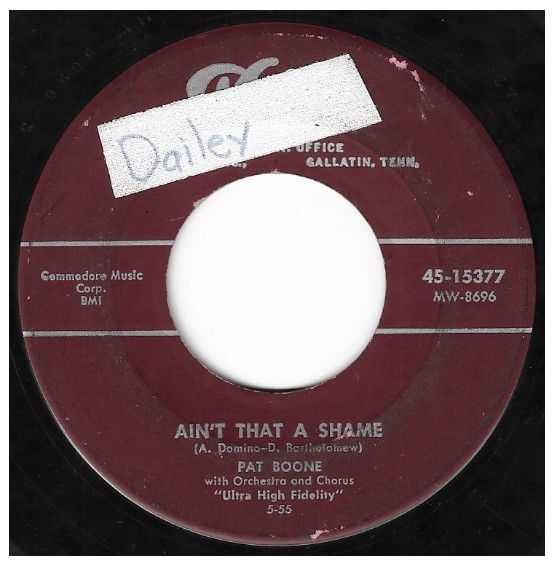 Dailey
OFFICE
GALLATIN, TENN.
Commodore Music
Corp.
BMI
45-15377
MW-8696
AIN'T THAT A SHAME
(A. Domino-D. Bartholomew)
PAT BOONE
with Orchestra and Chorus
"Ultra High Fidelity"
5-55